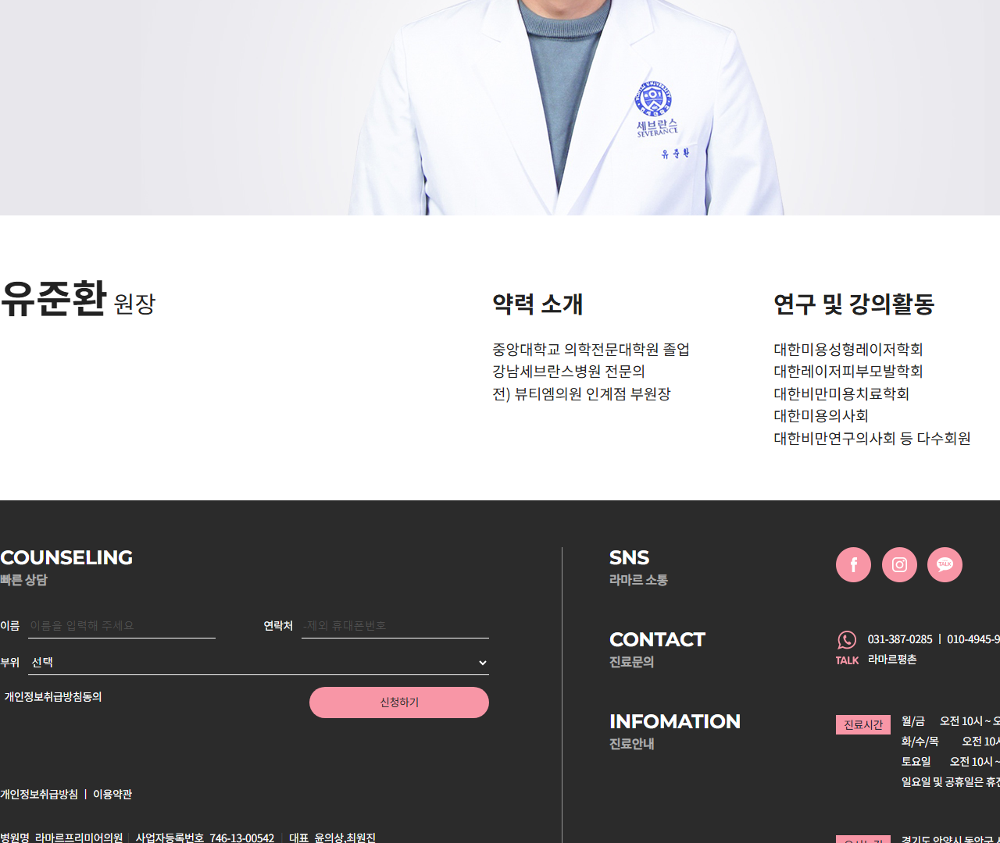 YONSEI UNIVERSITY
세브란스
SEVERANCE
유준환
유준환 원장
약력 소개
중앙대학교 의학전문대학원 졸업
강남세브란스병원 전문의
전) 뷰티엠의원 인계점 부원장
연구 및 강의활동
대한미용성형레이저학회
대한레이저피부모발학회
대한비만미용치료학회
대한미용의사회
대한비만연구의사회 등 다수회원
COUNSELING
빠른 상담
이름 이름을 입력해 주세요
연락처 -제외 휴대폰번호
부위 선택
개인정보취급방침동의
신청하기
개인정보취급방침 | 이용약관
병원명 라마르프리미어의원 | 사업자등록번호 746-13-00542 | 대표 윤의상,최원진
SNS
라마르 소통
TALK
CONTACT
진료문의
031-387-0285 | 010-4945-9
TALK 라마르평촌
INFOMATION
진료안내
진료시간
월/금 오전 10시 ~ 오
화/수/목 오전 10시
토요일 오전 10시 ~
일요일 및 공휴일은 휴진
경기도 안양시 동안구